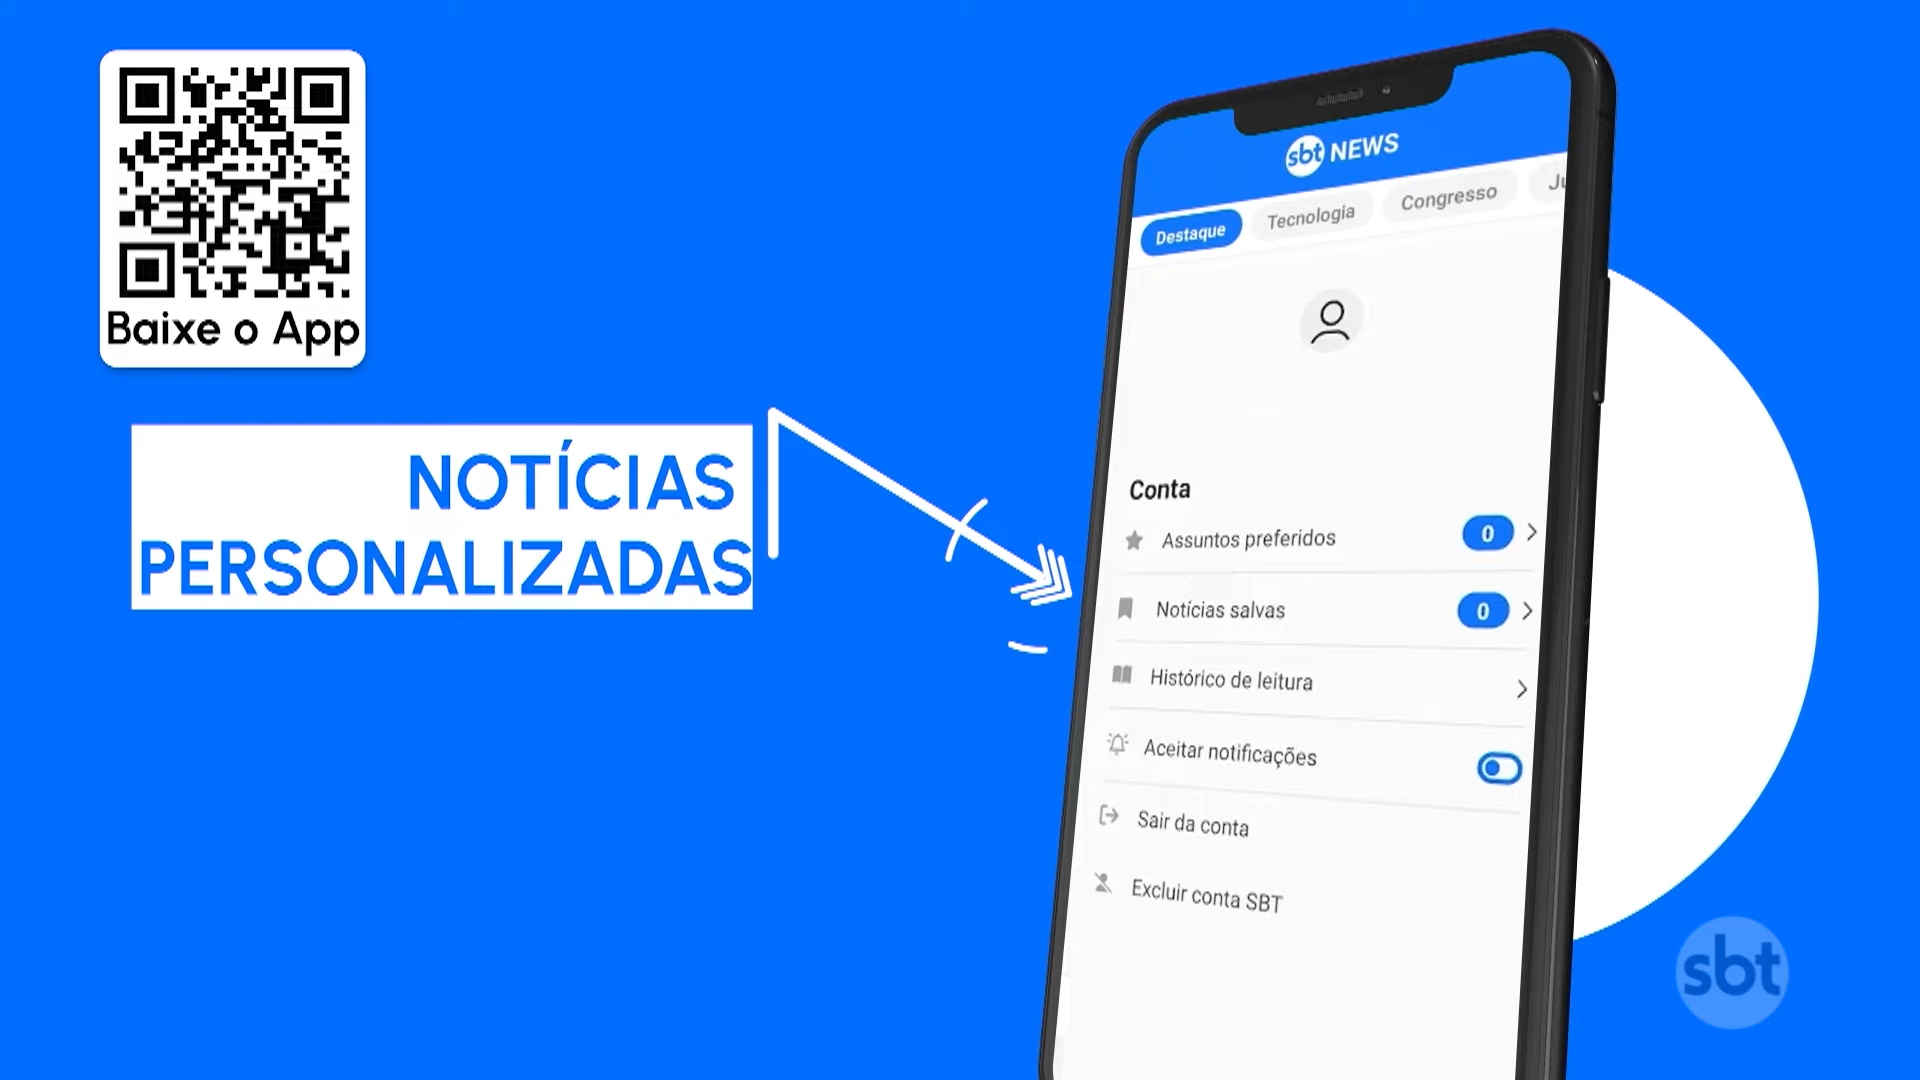 Baixe o App
NOTÍCIAS
PERSONALIZADAS
sbt NEWS
Destaque
Tecnologia
Congresso
Conta
Assuntos preferidos
0
Notícias salvas
0
Histórico de leitura
Aceitar notificações
Sair da conta
Excluir conta SBT
sbt